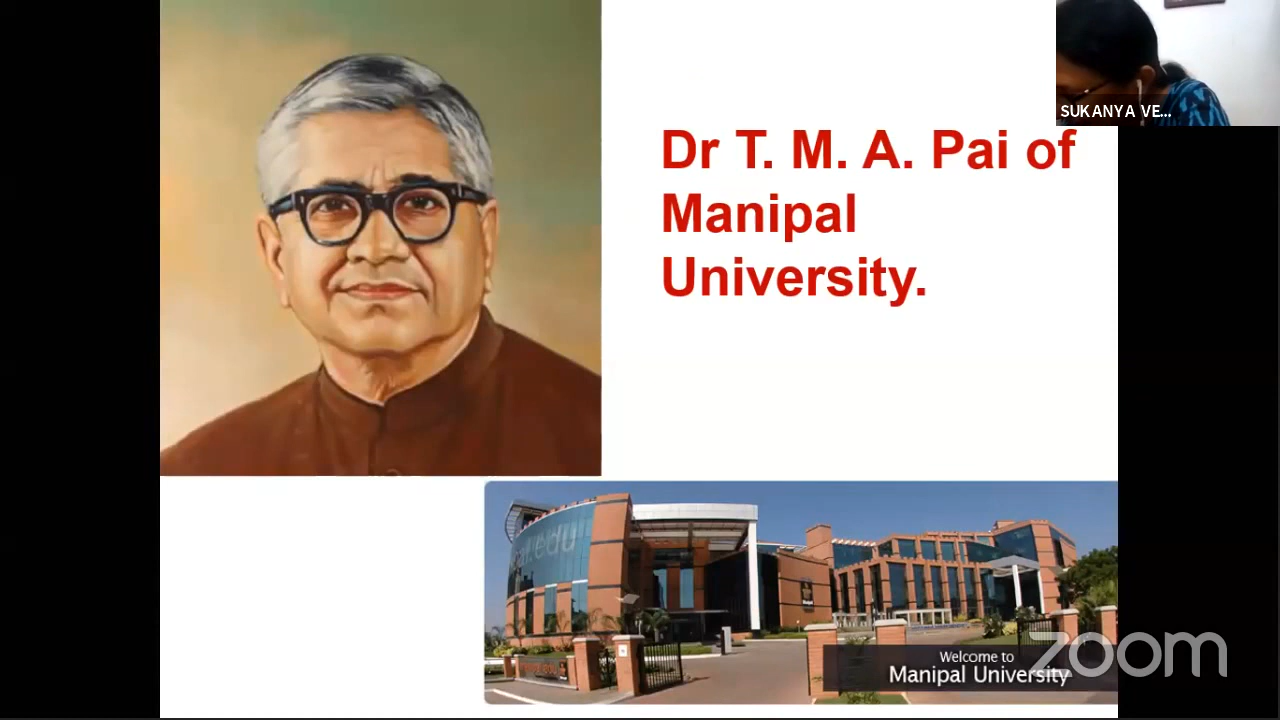 SUKANYA VE...
Dr T. M. A. Pai of
Manipal
University.
Welcome to
Manipal University
zoom